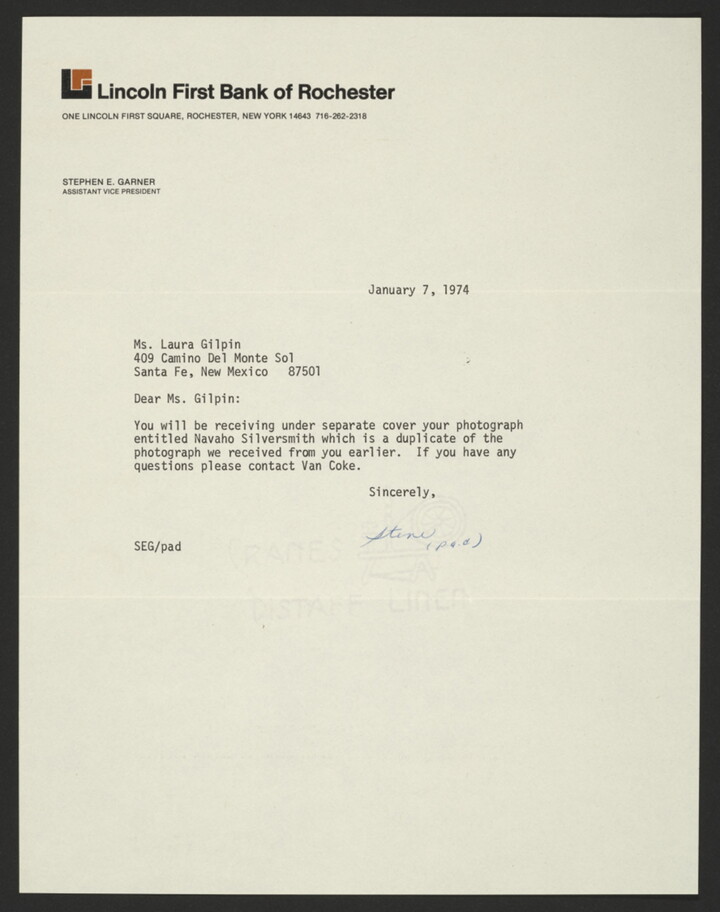 Lincoln First Bank of Rochester
ONE LINCOLN FIRST SQUARE, ROCHESTER, NEW YORK 14643 716-262-2318
STEPHEN E. GARNER
ASSISTANT VICE PRESIDENT
January 7, 1974
Ms. Laura Gilpin
409 Camino Del Monte Sol
Santa Fe, New Mexico 87501
Dear Ms. Gilpin:
You will be receiving under separate cover your photograph
entitled Navaho Silversmith which is a duplicate of the
photograph we received from you earlier. If you have any
questions please contact Van Coke.
Sincerely,
Steve
(pad)
SEG/pad
DISTAFF LINEN